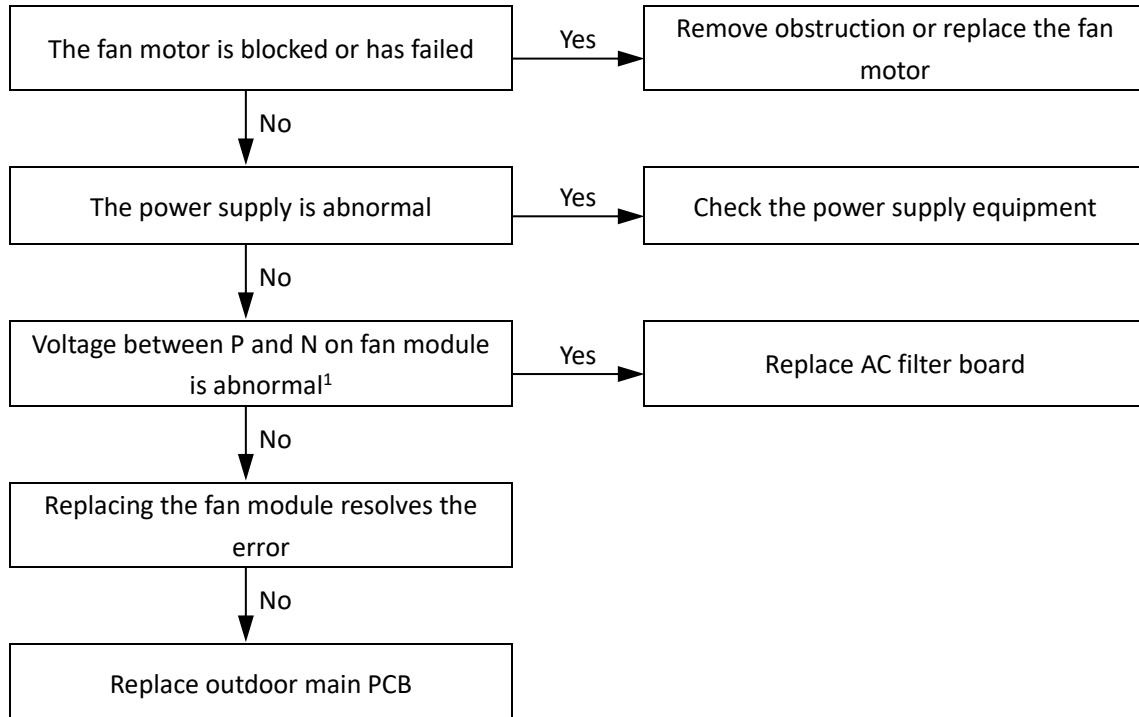 The fan motor is blocked or has failed
Yes
Remove obstruction or replace the fan
motor
No
The power supply is abnormal
Yes
Check the power supply equipment
No
Voltage between P and N on fan module
is abnormal¹
Yes
Replace AC filter board
No
Replacing the fan module resolves the
error
No
Replace outdoor main PCB